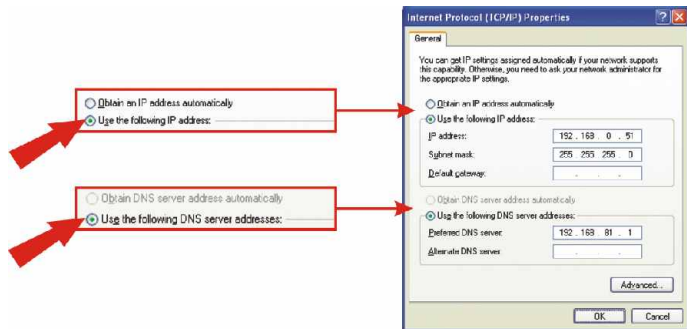 Internet Protocol (TCP/IP) Properties
General
You can get IP settings assigned automatically if your network supports
this capability. Otherwise, you need to ask your network administrator for
the appropriate IP settings.
Obtain an IP address automatically
Use the following IP address:
Obtain an IP address automatically
Use the following IP address:
IP address:
192 . 168 . 0 . 51
Subnet mask:
255 . 255 . 255 . 0
Default gateway:
Obtain DNS server address automatically
Use the following DNS server addresses:
Obtain DNS server address automatically
Use the following DNS server addresses:
Preferred DNS server:
192 . 168 . 81 . 1
Alternate DNS server:
Advanced...
OK
Cancel